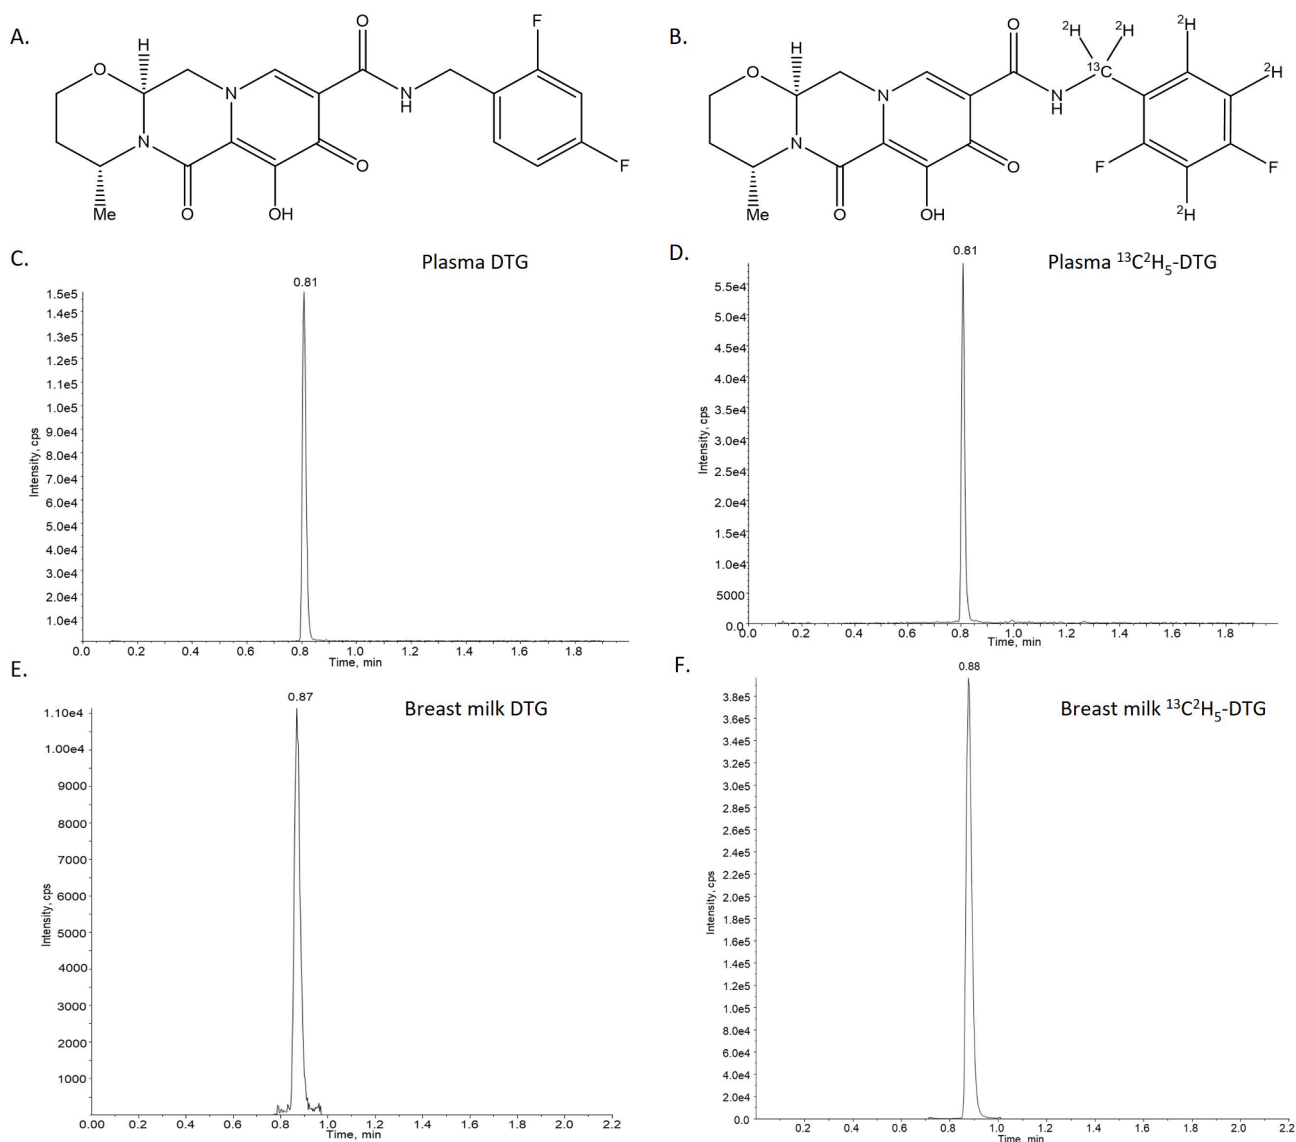 A.
H
O
N
N
O
OH
O
Me
O
N
H
F
F
B.
H
O
N
N
O
OH
O
Me
O
N
H
²H
²H
¹³C
²H
²H
F
F
²H
C.
Plasma DTG
0.81
1.5e5
1.4e5
1.3e5
1.2e5
1.1e5
1.0e5
9.0e4
8.0e4
7.0e4
6.0e4
5.0e4
4.0e4
3.0e4
2.0e4
1.0e4
Intensity, cps
0.0 0.2 0.4 0.6 0.8 1.0 1.2 1.4 1.6 1.8
Time, min
D.
Plasma ¹³C²H₅-DTG
0.81
5.5e4
5.0e4
4.5e4
4.0e4
3.5e4
3.0e4
2.5e4
2.0e4
1.5e4
1.0e4
5000
0.0
Intensity, cps
0.2 0.4 0.6 0.8 1.0 1.2 1.4 1.6 1.8
Time, min
E.
Breast milk DTG
0.87
1.10e4
1.00e4
9000
8000
7000
6000
5000
4000
3000
2000
1000
Intensity, cps
0.00 0.2 0.4 0.6 0.8 1.0 1.2 1.4 1.6 1.8 2.0 2.2
Time, min
F.
Breast milk ¹³C²H₅-DTG
0.88
3.8e5
3.6e5
3.4e5
3.2e5
3.0e5
2.8e5
2.6e5
2.4e5
2.2e5
2.0e5
1.8e5
1.6e5
1.4e5
1.2e5
1.0e5
8.0e4
6.0e4
4.0e4
2.0e4
0.0
Intensity, cps
0.2 0.4 0.6 0.8 1.0 1.2 1.4 1.6 1.8 2.0 2.2
Time, min